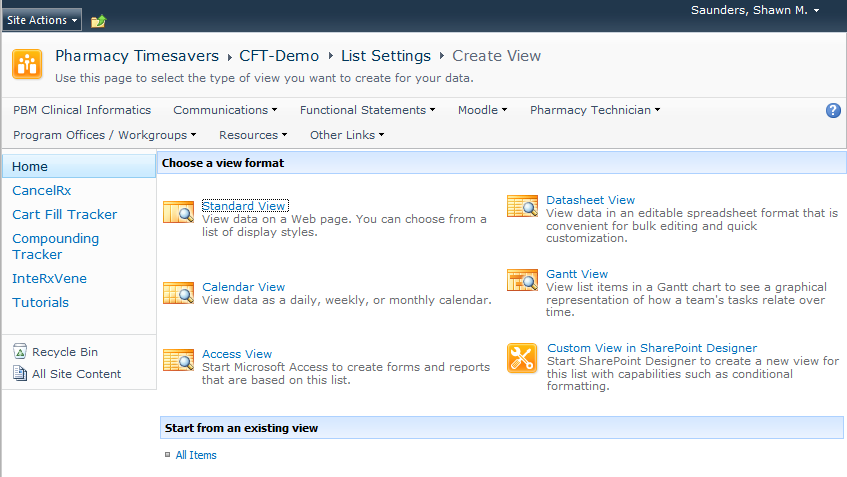 Site Actions
Saunders, Shawn M.
Pharmacy Timesavers CFT-Demo List Settings Create View
Use this page to select the type of view you want to create for your data.
PBM Clinical Informatics Communications Functional Statements Moodle Pharmacy Technician
Program Offices / Workgroups Resources Other Links
Home
CancelRx
Cart Fill Tracker
Compounding
Tracker
InteRxVene
Tutorials
Recycle Bin
All Site Content
Choose a view format
Standard View
View data on a Web page. You can choose from a
list of display styles.
Datasheet View
View data in an editable spreadsheet format that is
convenient for bulk editing and quick
customization.
Calendar View
View data as a daily, weekly, or monthly calendar.
Gantt View
View list items in a Gantt chart to see a graphical
representation of how a team's tasks relate over
time.
Access View
Start Microsoft Access to create forms and reports
that are based on this list.
Custom View in SharePoint Designer
Start SharePoint Designer to create a new view for
this list with capabilities such as conditional
formatting.
Start from an existing view
All Items